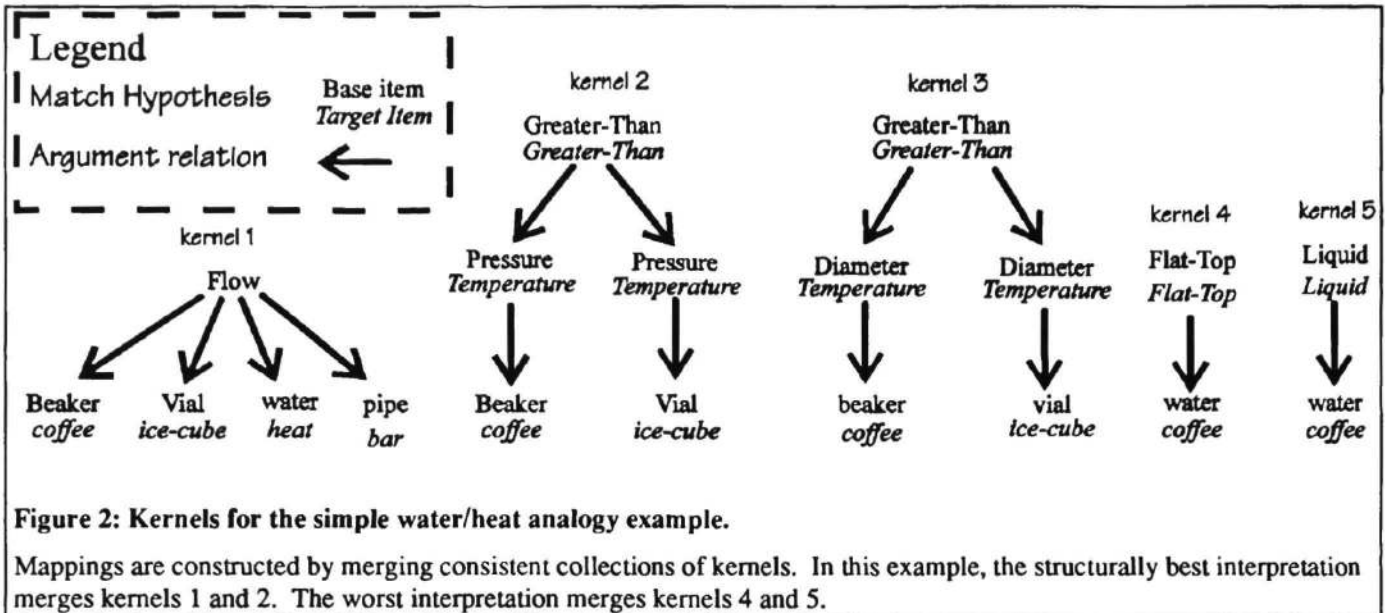 Legend
Match Hypothesis
Base item
Target Item
Argument relation
kernel 1
Flow
Beaker
coffee
Vial
ice-cube
water
heat
pipe
bar
kernel 2
Greater-Than
Greater-Than
Pressure
Temperature
Pressure
Temperature
Beaker
coffee
Vial
ice-cube
kernel 3
Greater-Than
Greater-Than
Diameter
Temperature
Diameter
Temperature
beaker
coffee
vial
ice-cube
kernel 4
Flat-Top
Flat-Top
water
coffee
kernel 5
Liquid
Liquid
water
coffee
Figure 2: Kernels for the simple water/heat analogy example.
Mappings are constructed by merging consistent collections of kernels. In this example, the structurally best interpretation
merges kernels 1 and 2. The worst interpretation merges kernels 4 and 5.